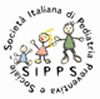 Società Italiana di Pediatria Preventiva Sociale
SIPPS